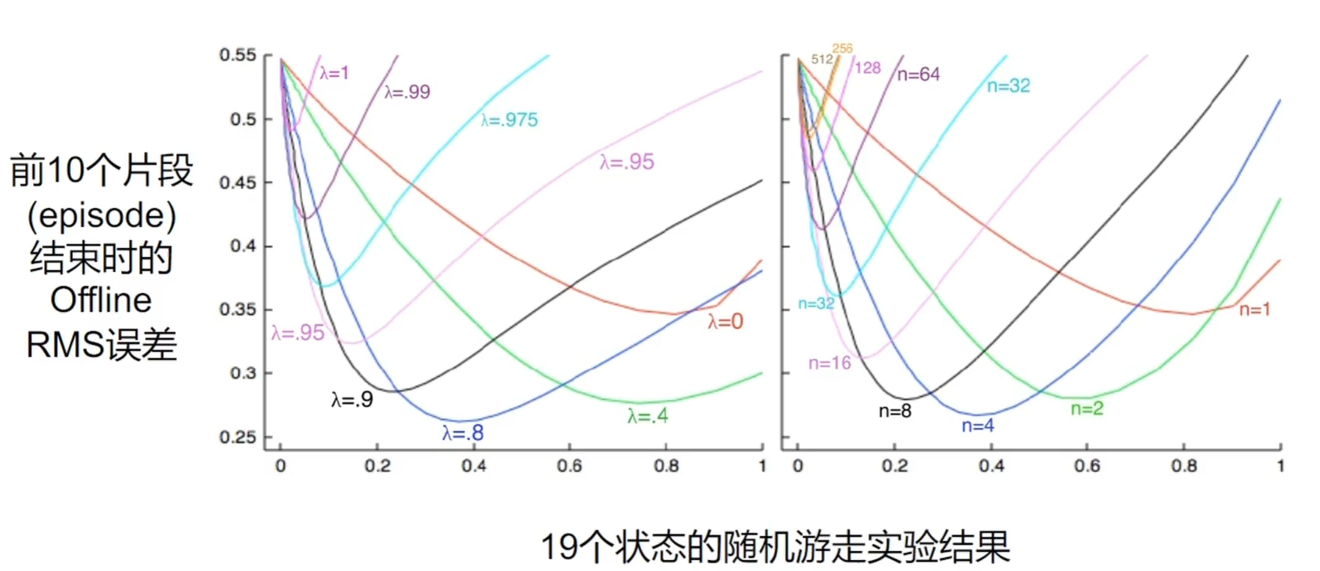 前10个片段
(episode)
结束时的
Offline
RMS误差
0.55
0.5
0.45
0.4
0.35
0.3
0.25
0
0.2
0.4
0.6
0.8
1
λ=1
λ=.99
λ=.975
λ=.95
λ=.95
λ=0
λ=.9
λ=.8
λ=.4
256
512
128
n=64
n=32
n=32
n=1
n=16
n=8
n=4
n=2
0
0.2
0.4
0.6
0.8
1
19个状态的随机游走实验结果